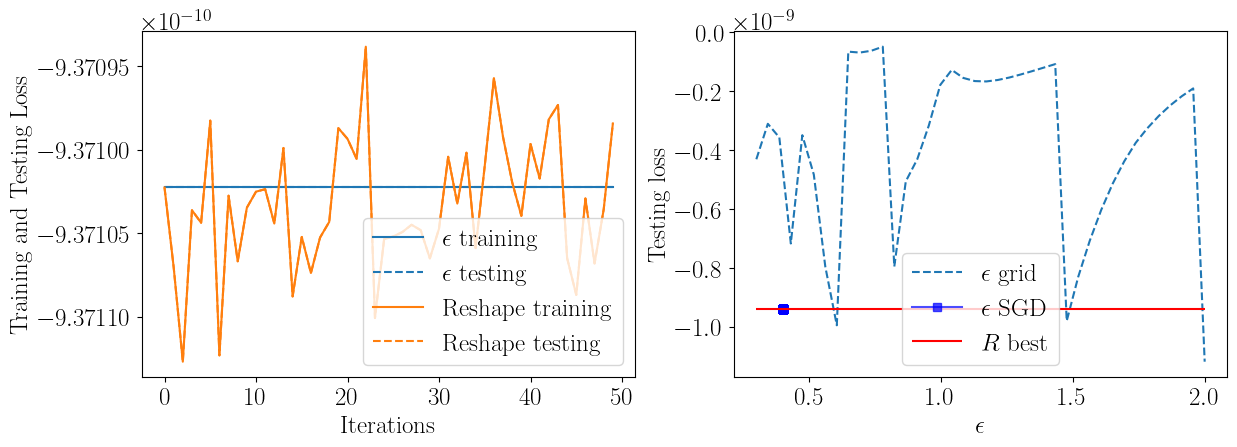 ×10⁻¹⁰
Training and Testing Loss
−9.37095
−9.37100
−9.37105
−9.37110
0
10
20
30
40
50
Iterations
ϵ training
ϵ testing
Reshape training
Reshape testing
×10⁻⁹
Testing loss
0.0
−0.2
−0.4
−0.6
−0.8
−1.0
0.5
1.0
1.5
2.0
ϵ
ϵ grid
ϵ SGD
R best